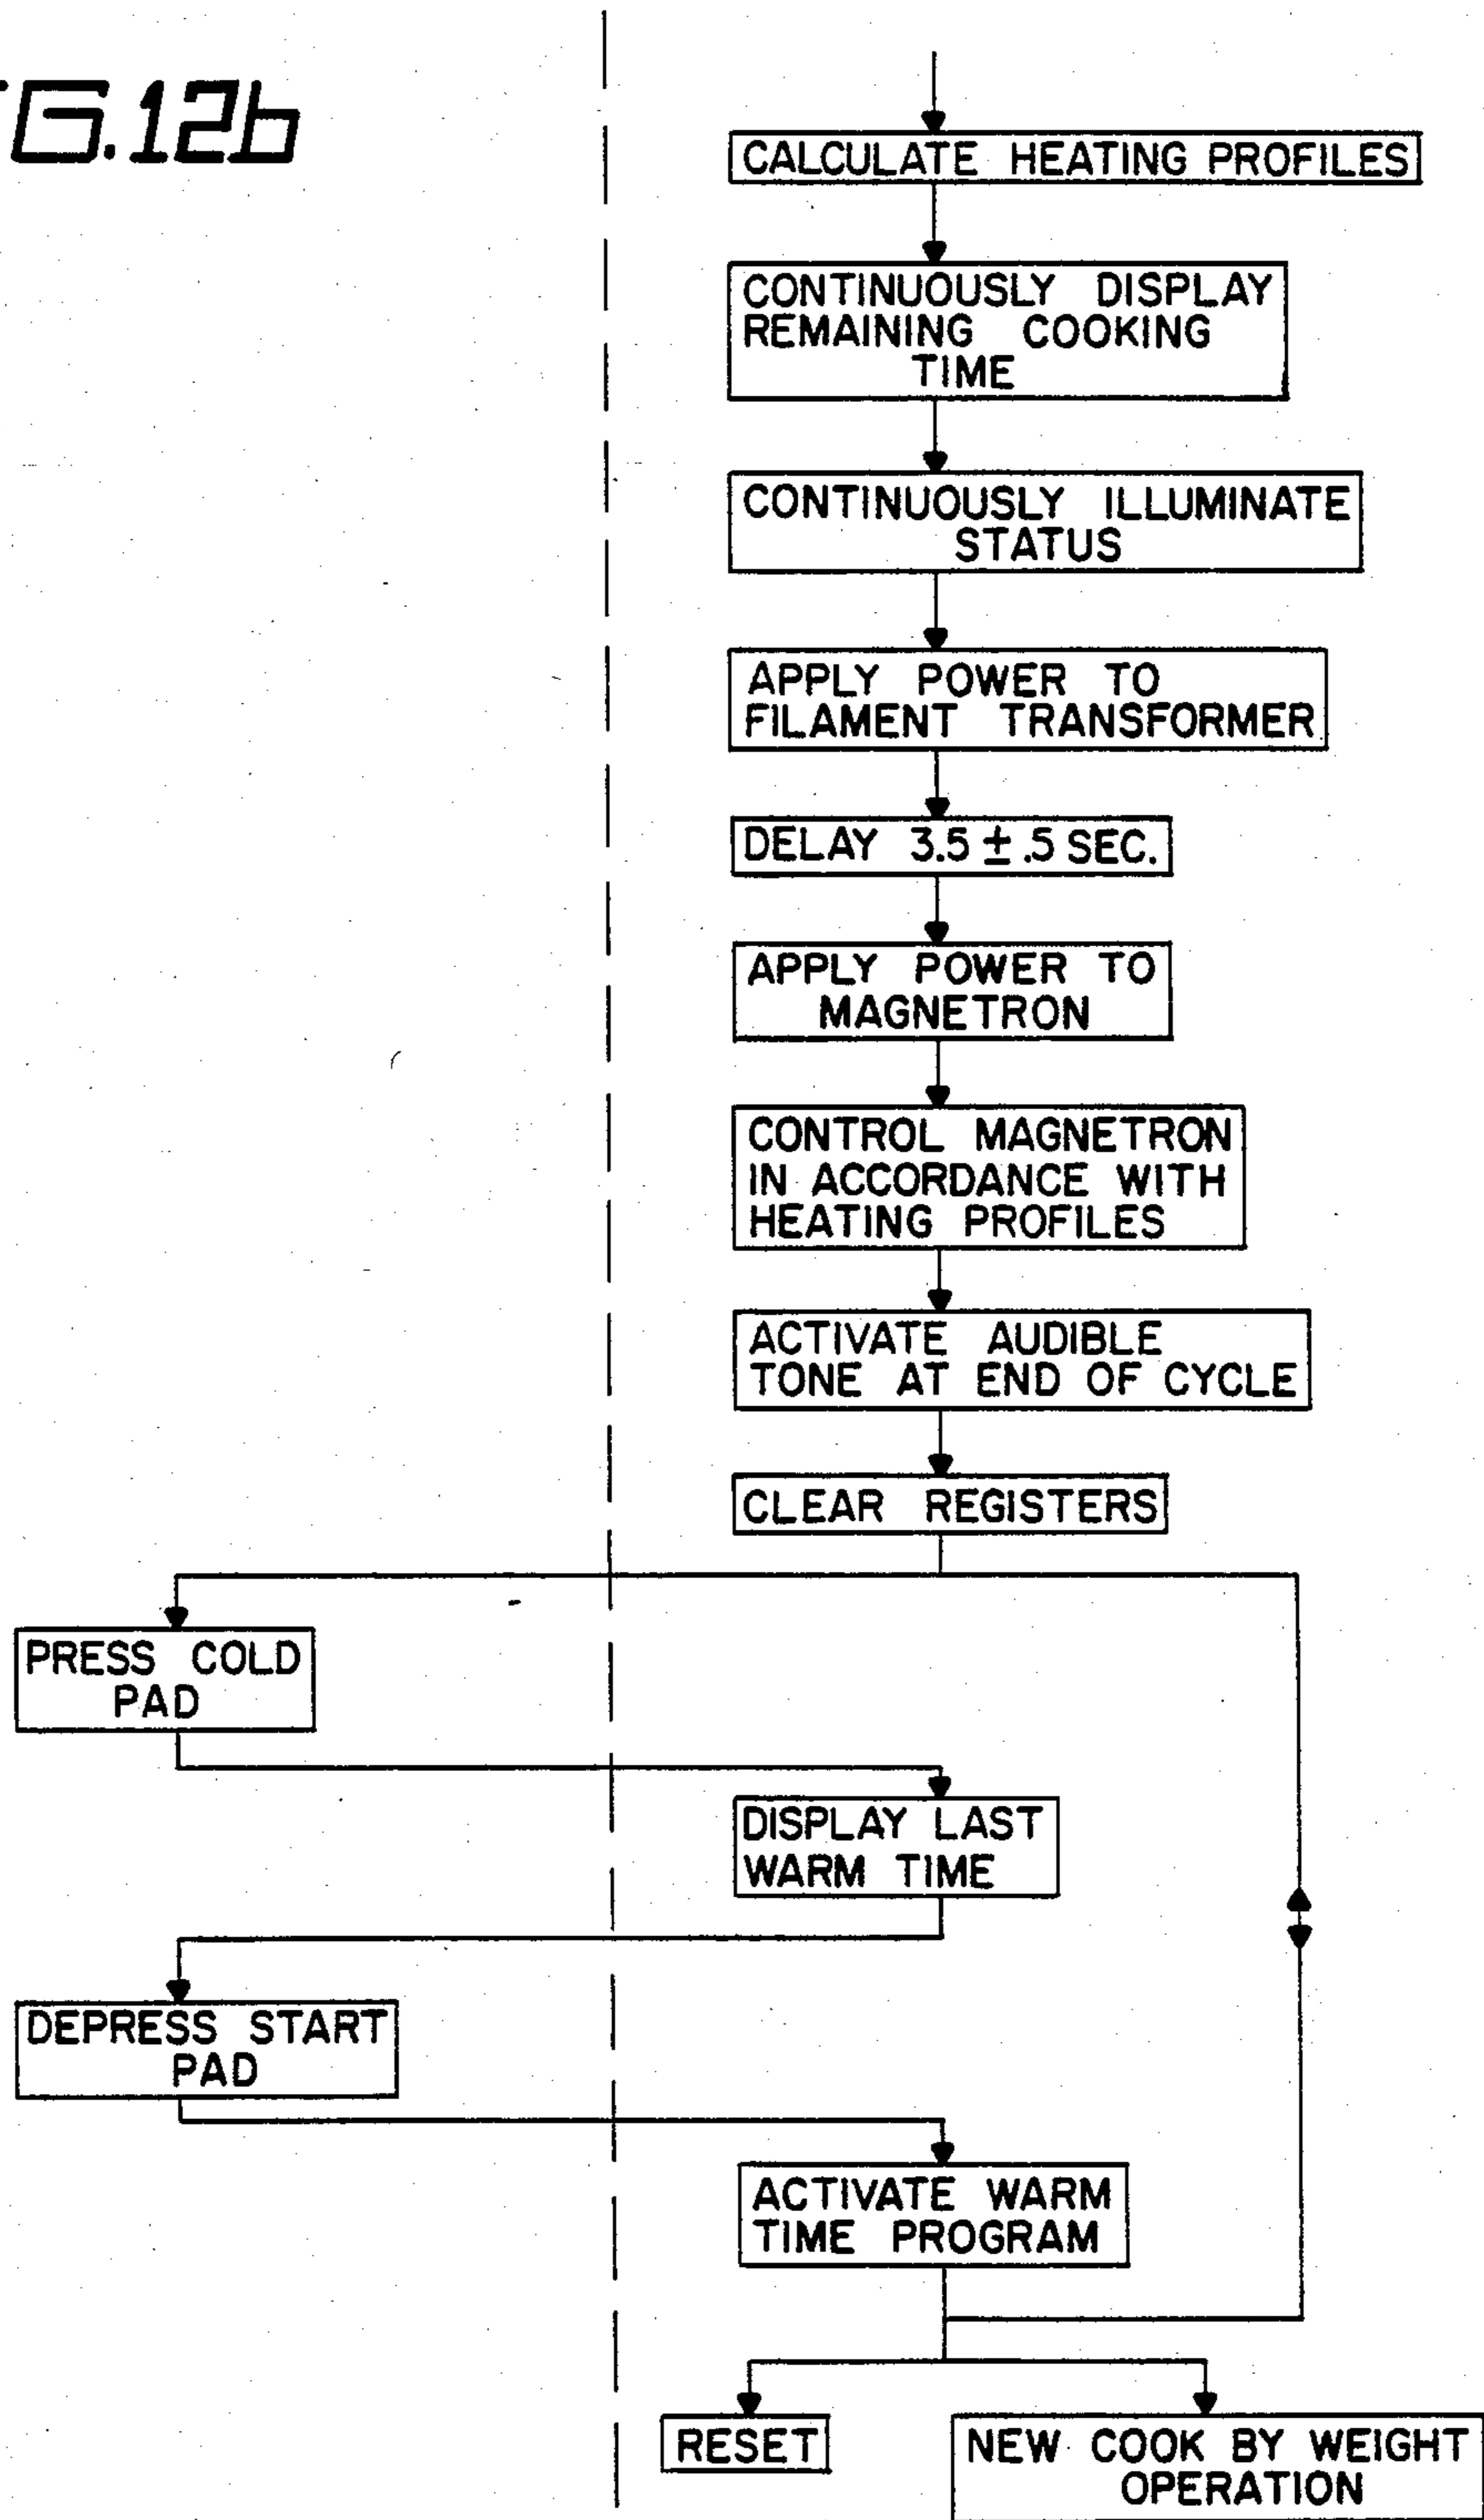 G.12b
CALCULATE HEATING PROFILES
CONTINUOUSLY DISPLAY
REMAINING COOKING
TIME
CONTINUOUSLY ILLUMINATE
STATUS
APPLY POWER TO
FILAMENT TRANSFORMER
DELAY 3.5 ± .5 SEC.
APPLY POWER TO
MAGNETRON
CONTROL MAGNETRON
IN ACCORDANCE WITH
HEATING PROFILES
ACTIVATE AUDIBLE
TONE AT END OF CYCLE
CLEAR REGISTERS
PRESS COLD
PAD
DISPLAY LAST
WARM TIME
DEPRESS START
PAD
ACTIVATE WARM
TIME PROGRAM
RESET
NEW COOK BY WEIGHT
OPERATION